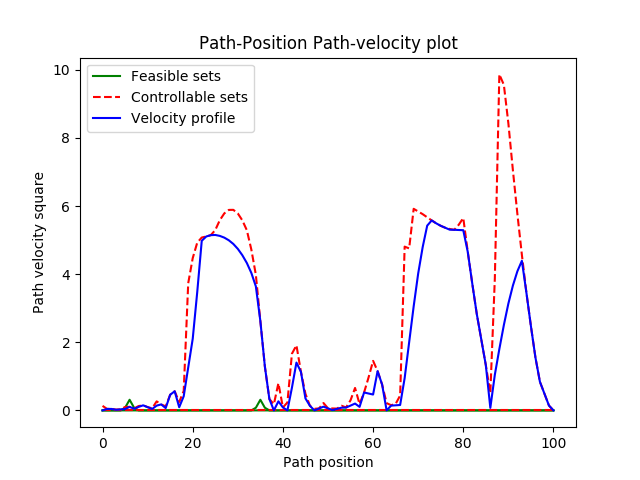 Path-Position Path-velocity plot
Feasible sets
Controllable sets
Velocity profile
10
8
6
4
2
0
Path velocity square
0 20 40 60 80 100
Path position